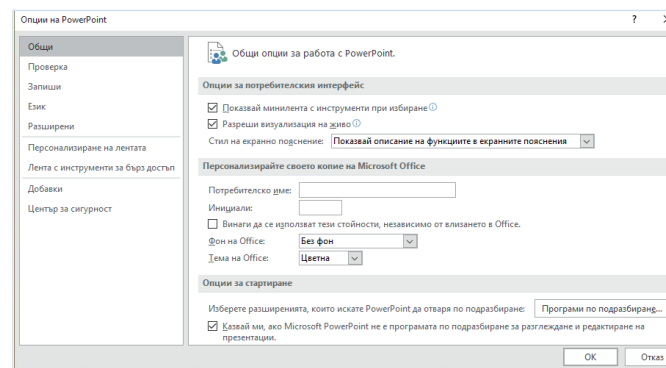 Опции на PowerPoint
?
Общи
Проверка
Запиши
Език
Разширени
Персонализиране на лентата
Лента с инструменти за бърз достъп
Добавки
Център за сигурност
Общи опции за работа с PowerPoint.
Опции за потребителския интерфейс
Показвай минилента с инструменти при избиране
Разреши визуализация на живо
Стил на екранно пояснение: Показвай описание на функциите в екранните пояснения
Персонализирайте своето копие на Microsoft Office
Потребителско име:
Инициали:
Винаги да се използват тези стойности, независимо от влизането в Office.
Фон на Office: Без фон
Тема на Office: Цветна
Опции за стартиране
Изберете разширенията, които искате PowerPoint да отваря по подразбиране: Програми по подразбиране...
Казвай ми, ако Microsoft PowerPoint не е програмата по подразбиране за разглеждане и редактиране на
презентации.
OK Отказ